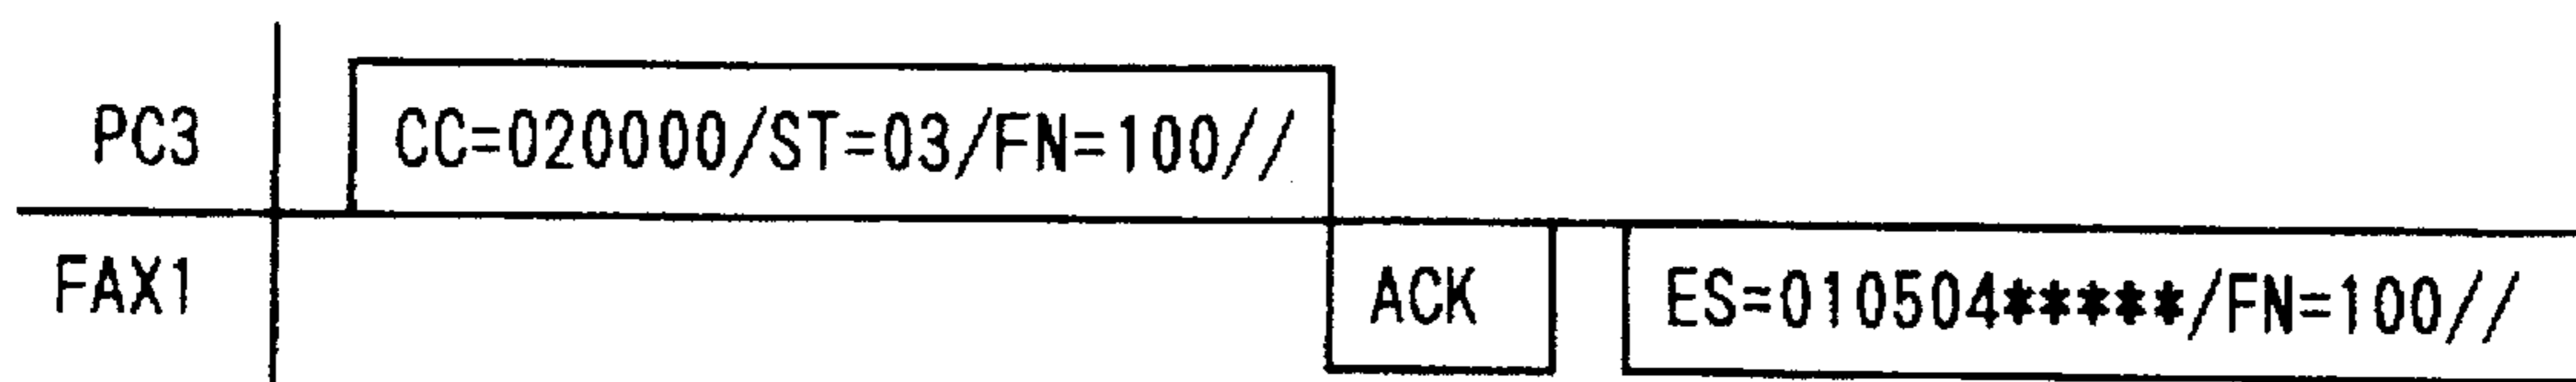 PC3 CC=020000/ST=03/FN=100//
FAX1 ACK ES=010504*****/FN=100//